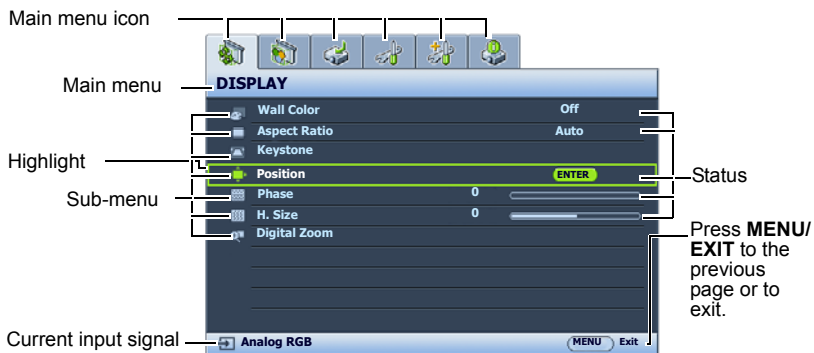 Main menu icon
Main menu
DISPLAY
Wall Color Off
Aspect Ratio Auto
Keystone
Highlight
Position ENTER
Status
Sub-menu
Phase 0
H. Size 0
Digital Zoom
Press MENU/
EXIT to the
previous
page or to
exit.
Current input signal
Analog RGB
MENU Exit